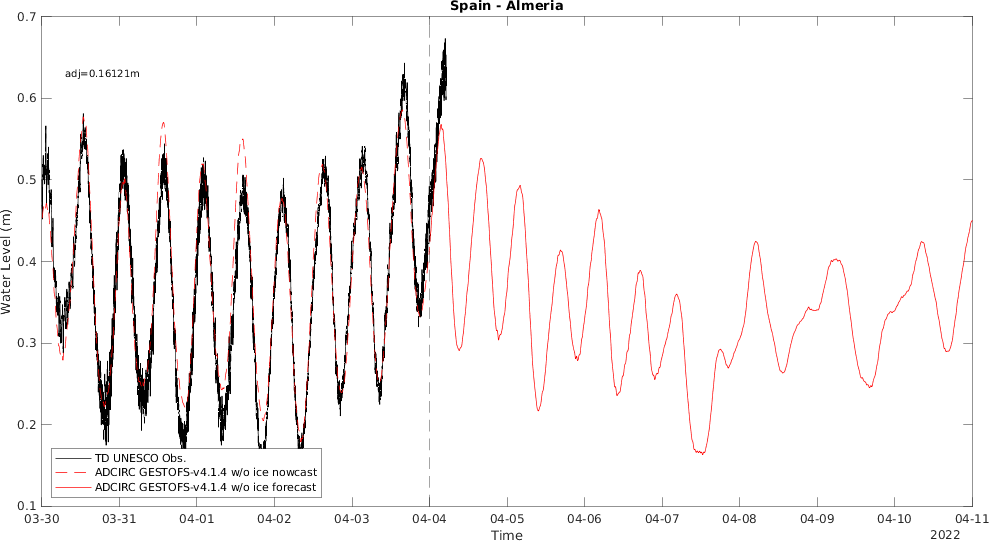 Spain - Almeria
adj=0.16121m
Water Level (m)
0.7
0.6
0.5
0.4
0.3
0.2
0.1
TD UNESCO Obs.
ADCIRC GESTOFS-v4.1.4 w/o ice nowcast
ADCIRC GESTOFS-v4.1.4 w/o ice forecast
03-30 03-31 04-01 04-02 04-03 04-04 04-05 04-06 04-07 04-08 04-09 04-10 04-11
Time
2022